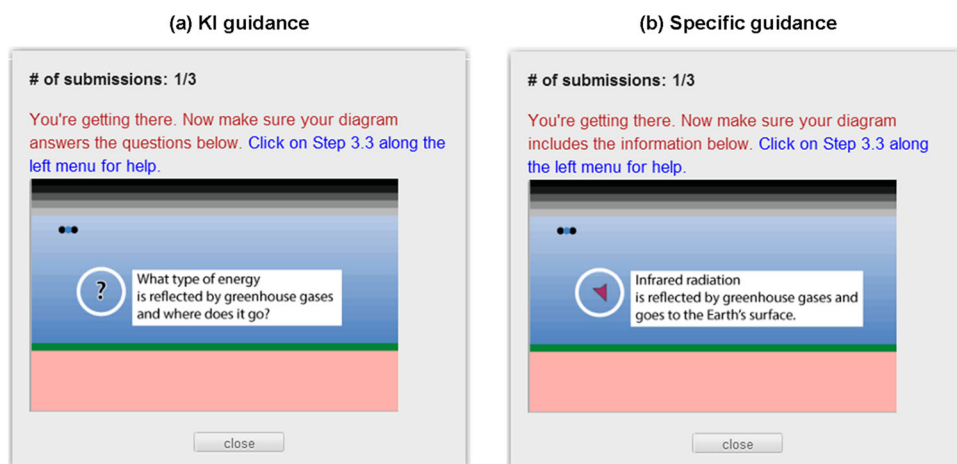 (a) KI guidance
# of submissions: 1/3
You're getting there. Now make sure your diagram
answers the questions below. Click on Step 3.3 along the
left menu for help.
?
What type of energy
is reflected by greenhouse gases
and where does it go?
close
(b) Specific guidance
# of submissions: 1/3
You're getting there. Now make sure your diagram
includes the information below. Click on Step 3.3 along
the left menu for help.
Infrared radiation
is reflected by greenhouse gases and
goes to the Earth's surface.
close